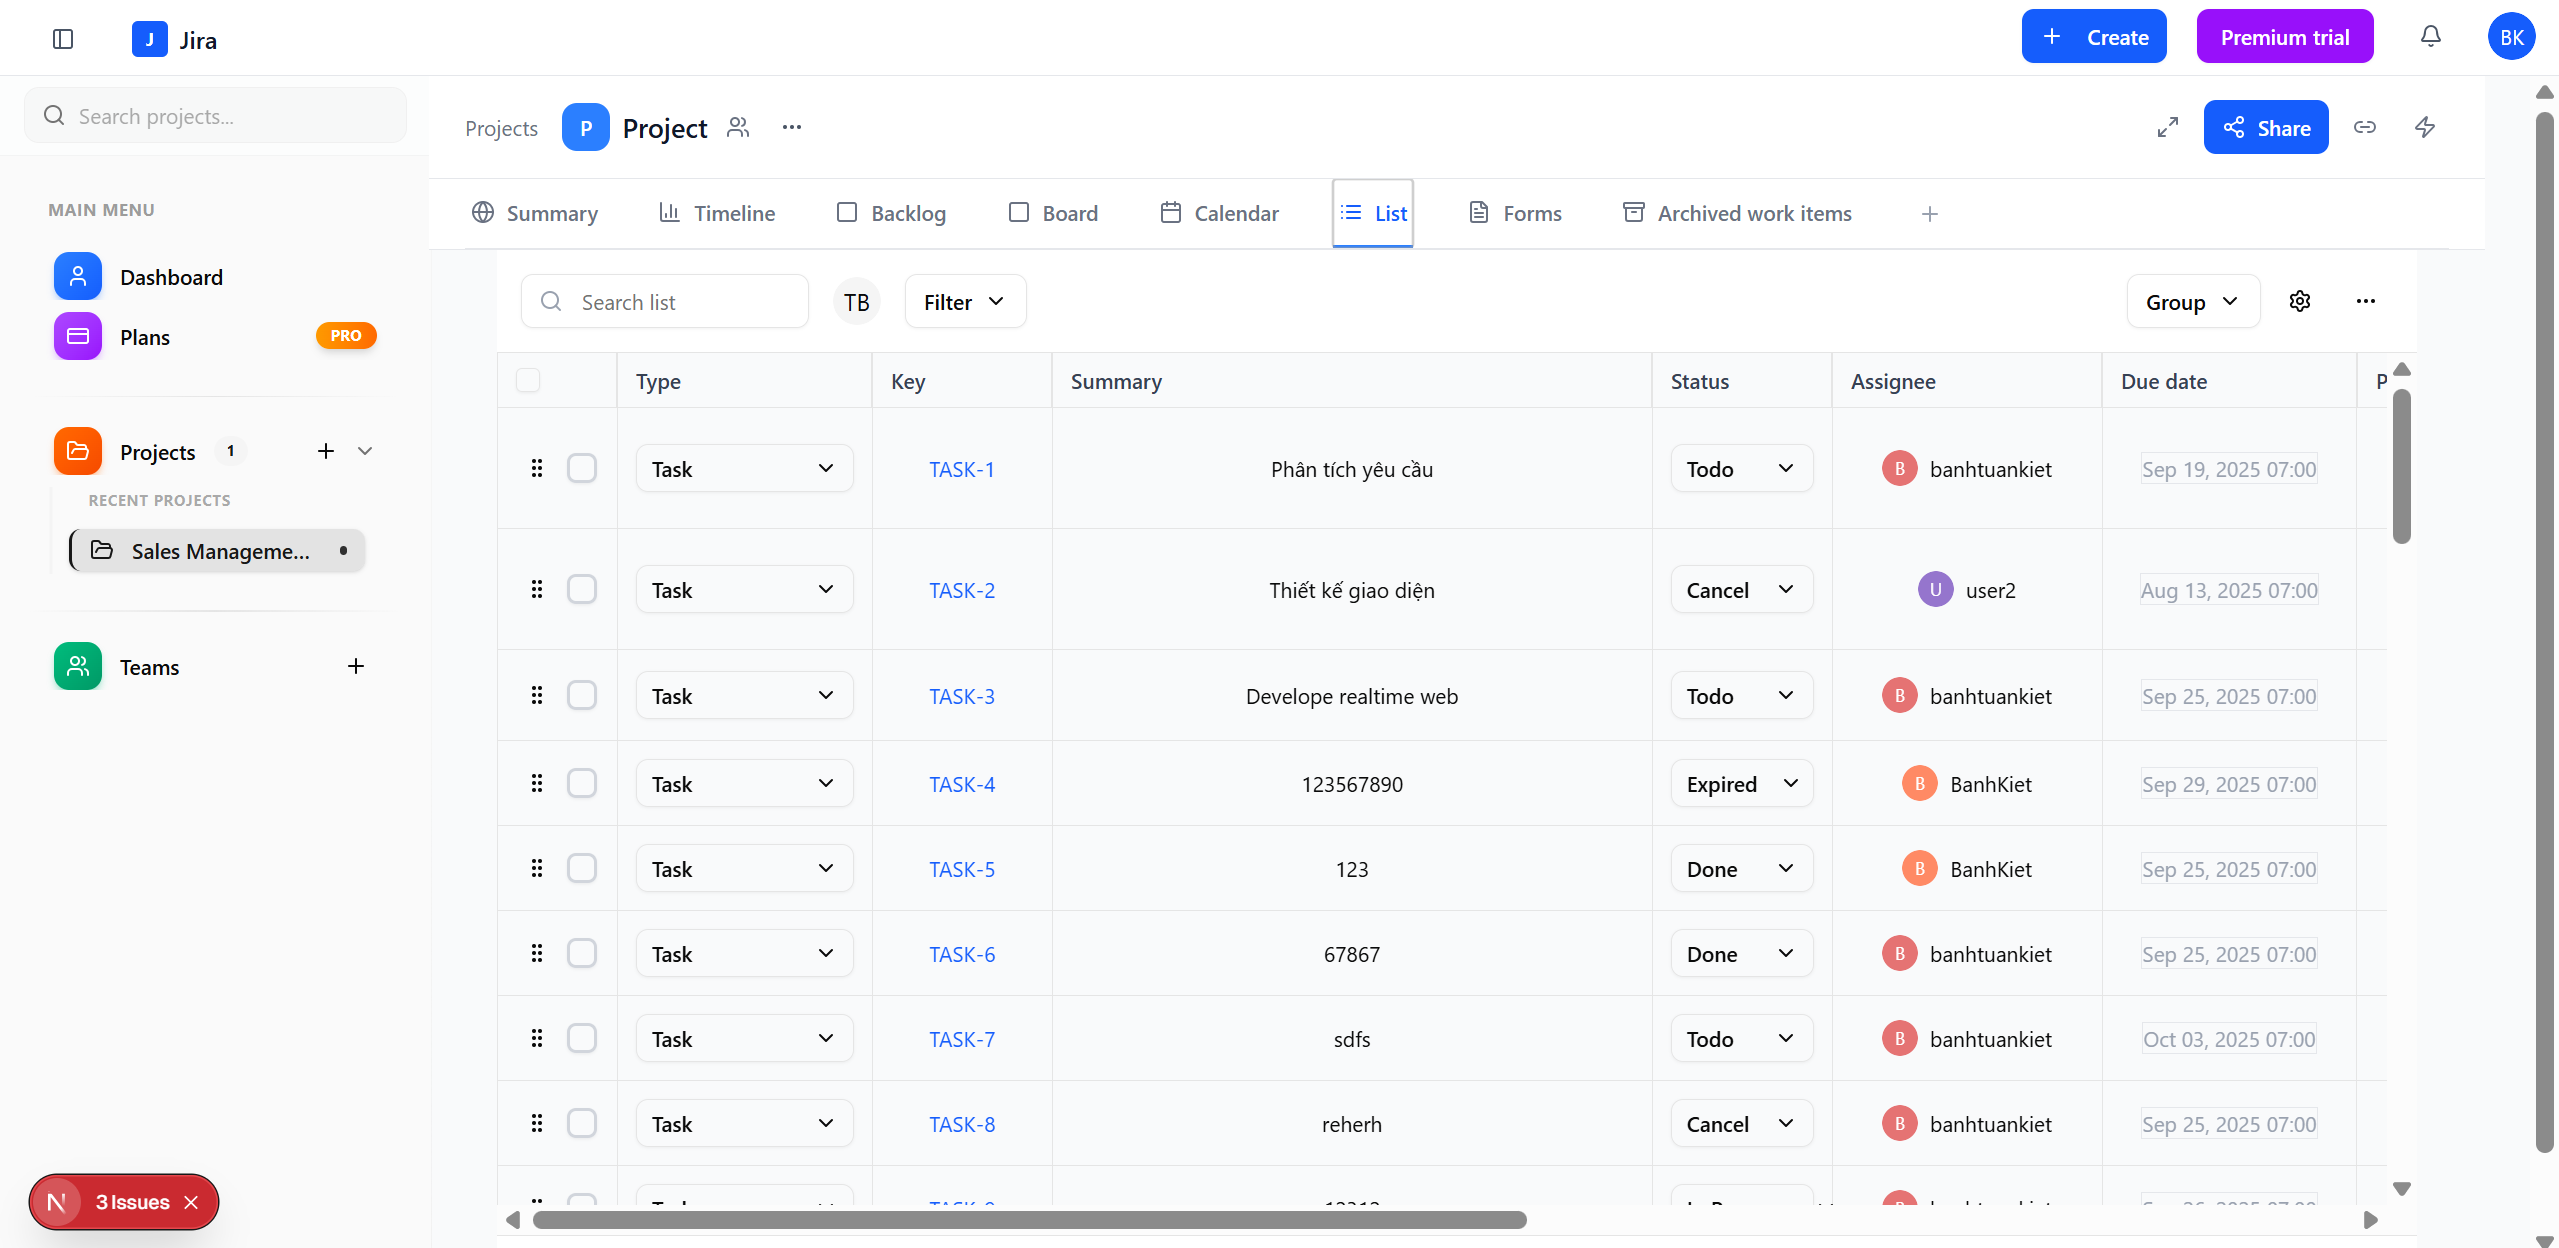 J Jira
Create
Premium trial
BK
Search projects...
MAIN MENU
Dashboard
Plans
PRO
Projects 1
RECENT PROJECTS
Sales Manageme...
Teams
N 3 Issues
Projects P Project
Share
Summary Timeline Backlog Board Calendar List Forms Archived work items
Search list TB Filter Group
Type Key Summary Status Assignee Due date P
Task TASK-1 Phân tích yêu cầu Todo B banhtuankiet Sep 19, 2025 07:00
Task TASK-2 Thiết kế giao diện Cancel U user2 Aug 13, 2025 07:00
Task TASK-3 Develope realtime web Todo B banhtuankiet Sep 25, 2025 07:00
Task TASK-4 123567890 Expired B BanhKiet Sep 29, 2025 07:00
Task TASK-5 123 Done B BanhKiet Sep 25, 2025 07:00
Task TASK-6 67867 Done B banhtuankiet Sep 25, 2025 07:00
Task TASK-7 sdfs Todo B banhtuankiet Oct 03, 2025 07:00
Task TASK-8 reherh Cancel B banhtuankiet Sep 25, 2025 07:00